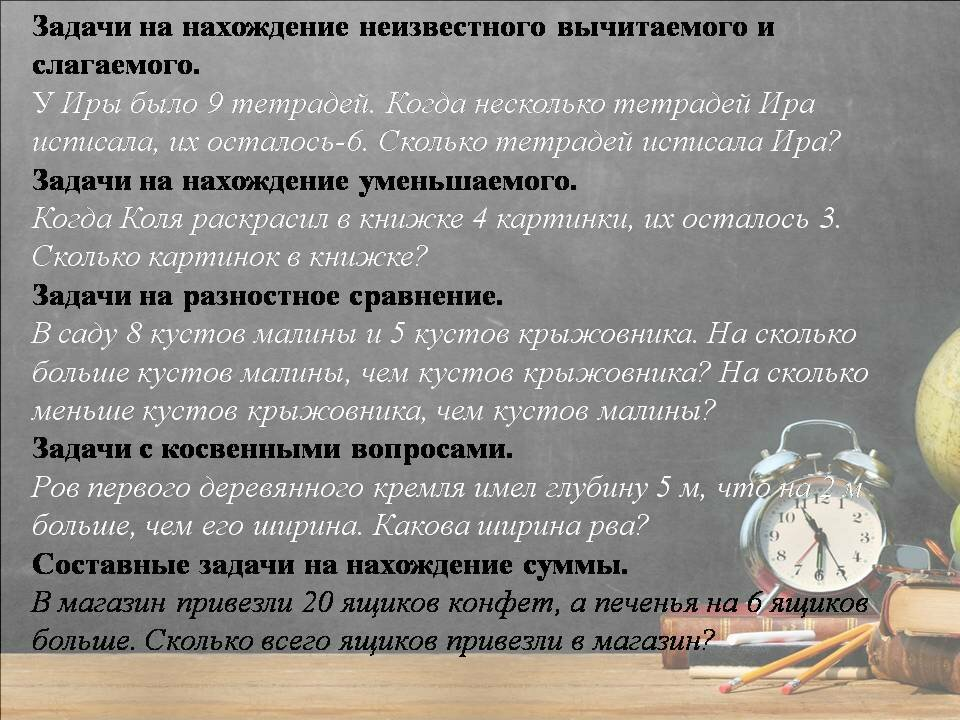 Задачи на нахождение неизвестного вычитаемого и
слагаемого.
У Иры было 9 тетрадей. Когда несколько тетрадей Ира
исписала, их осталось-6. Сколько тетрадей исписала Ира?
Задачи на нахождение уменьшаемого.
Когда Коля раскрасил в книжке 4 картинки, их осталось 3.
Сколько картинок в книжке?
Задачи на разностное сравнение.
В саду 8 кустов малины и 5 кустов крыжовника. На сколько
больше кустов малины, чем кустов крыжовника? На сколько
меньше кустов крыжовника, чем кустов малины?
Задачи с косвенными вопросами.
Ров первого деревянного кремля имел глубину 5 м, что на 2 м
больше, чем его ширина. Какова ширина рва?
Составные задачи на нахождение суммы.
В магазин привезли 20 ящиков конфет, а печенья на 6 ящиков
больше. Сколько всего ящиков привезли в магазин?